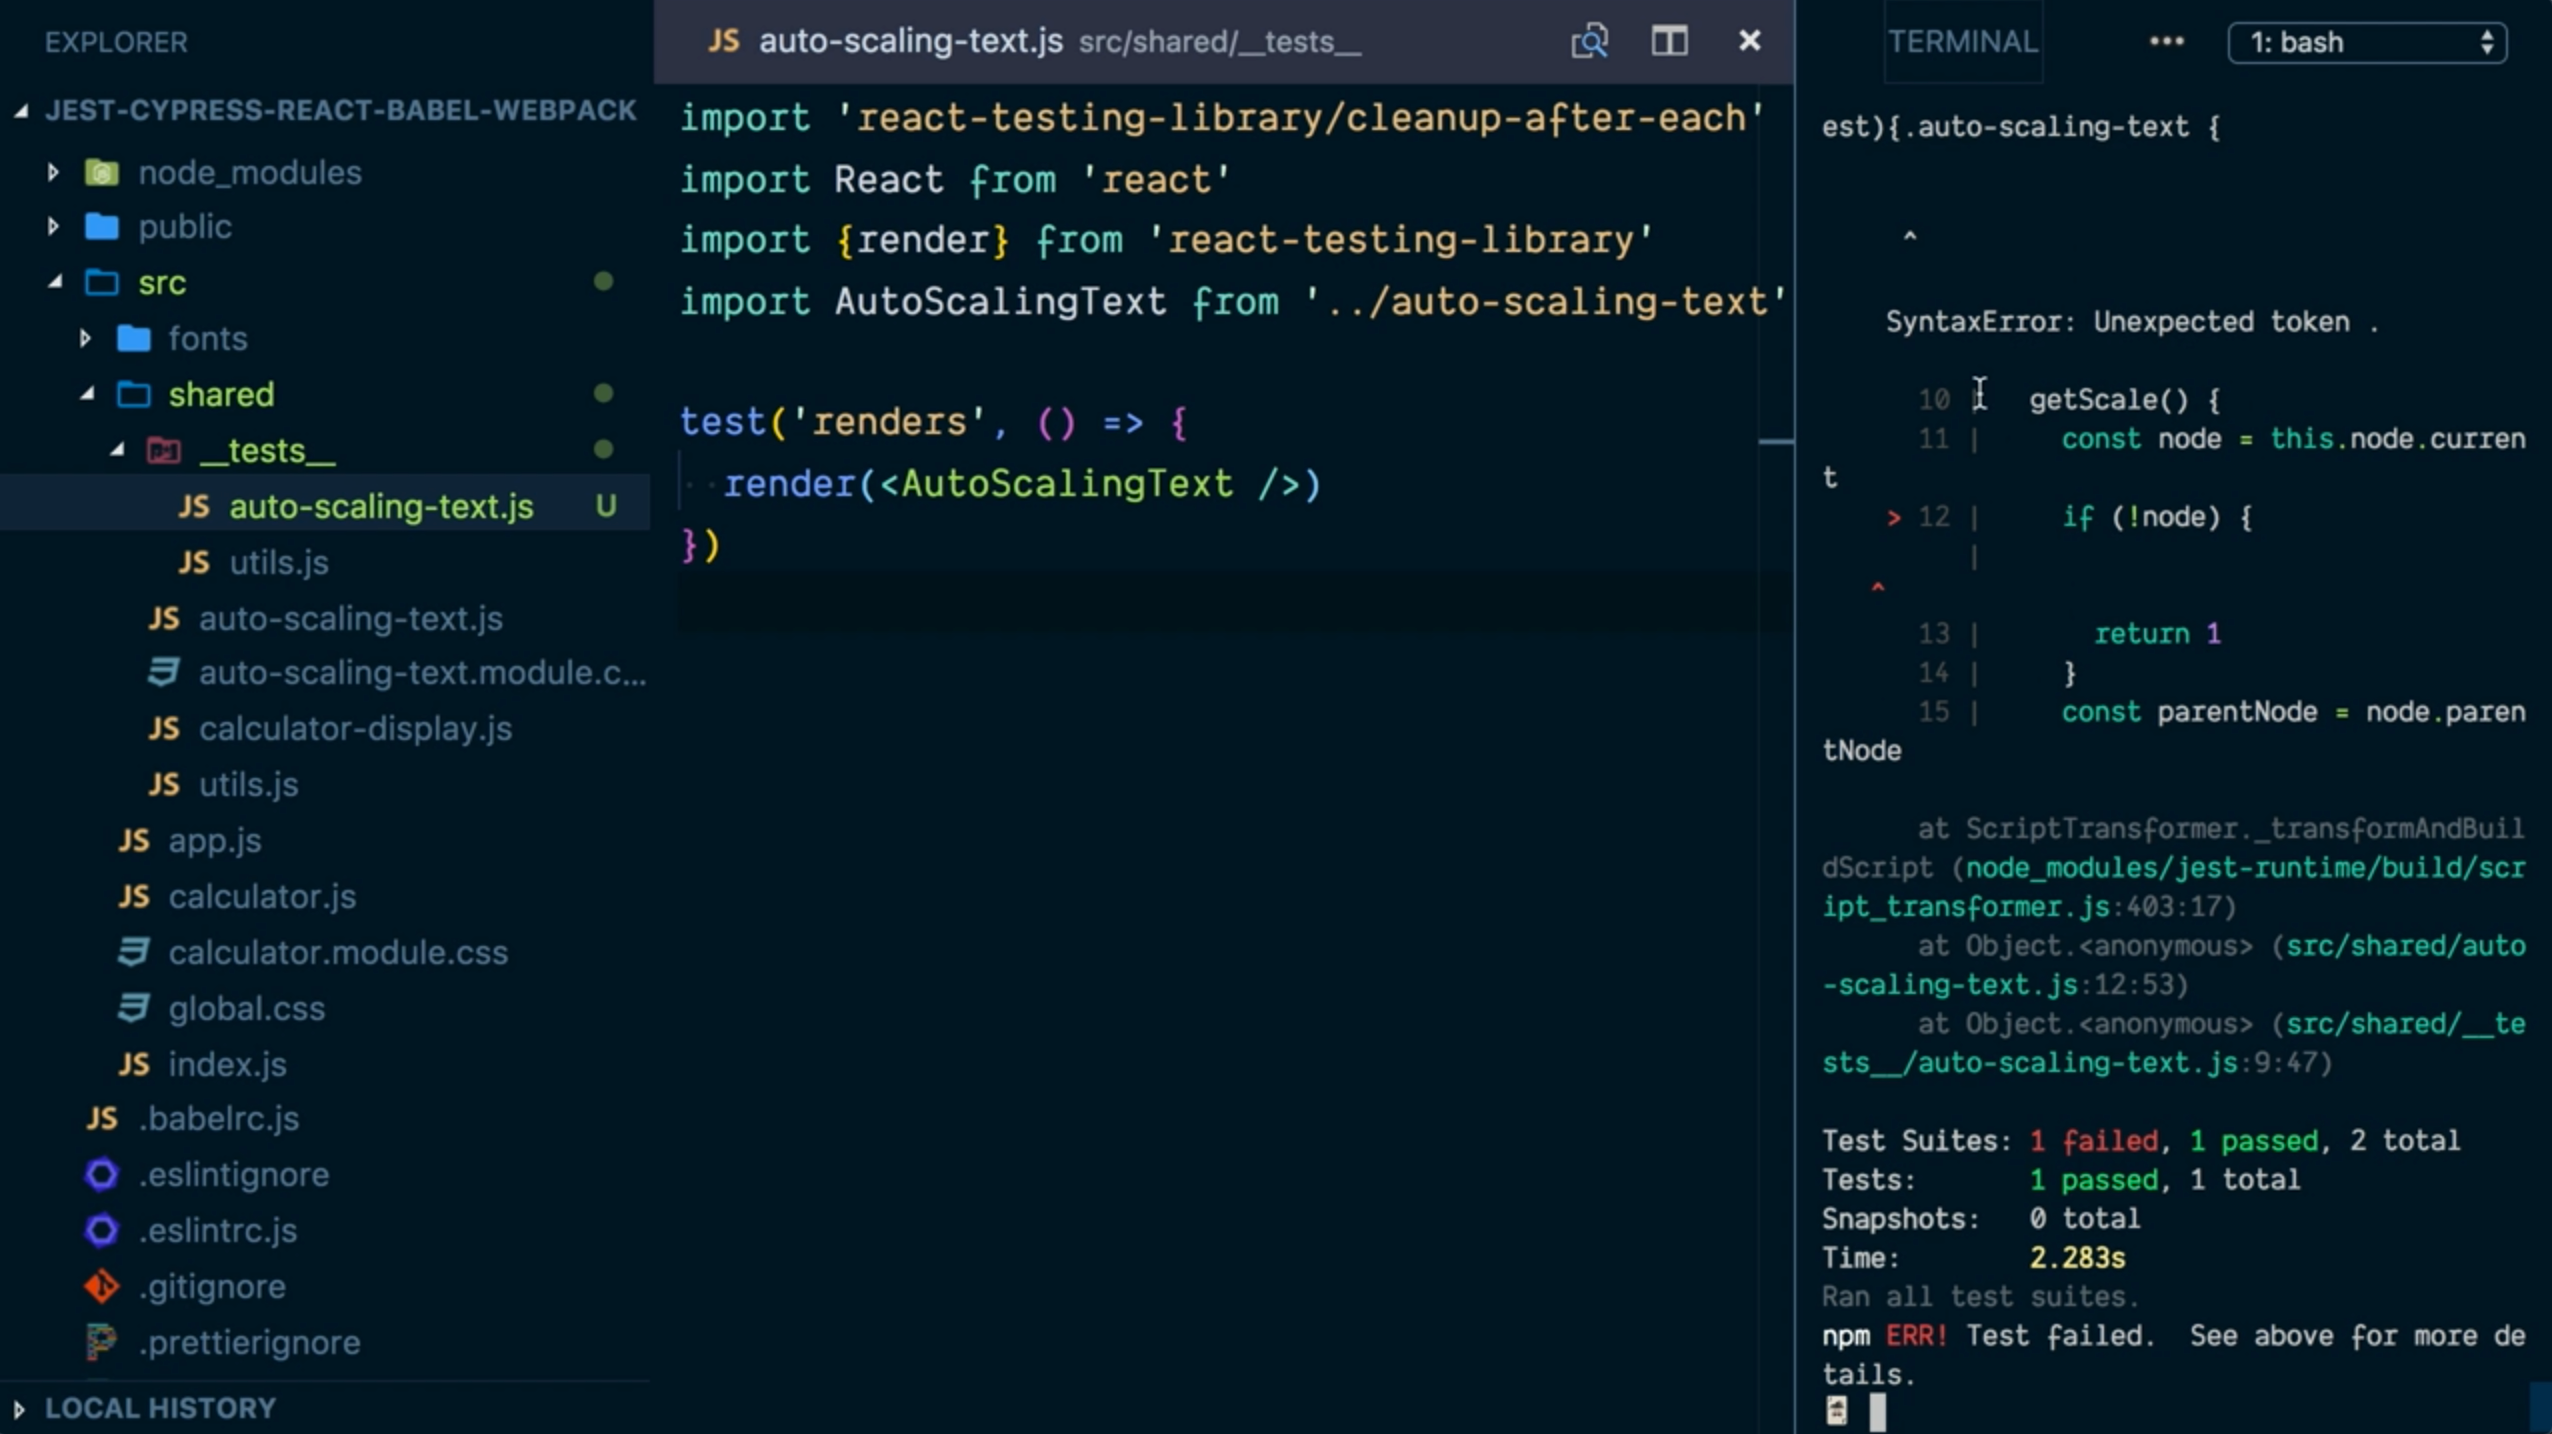 EXPLORER
JEST-CYPRESS-REACT-BABEL-WEBPACK
node_modules
public
src
fonts
shared
__tests__
JS auto-scaling-text.js U
JS utils.js
JS auto-scaling-text.js
auto-scaling-text.module.c...
JS calculator-display.js
JS utils.js
JS app.js
JS calculator.js
calculator.module.css
global.css
JS index.js
JS .babelrc.js
.eslintignore
.eslintrc.js
.gitignore
.prettierignore
LOCAL HISTORY
JS auto-scaling-text.js src/shared/__tests__
import 'react-testing-library/cleanup-after-each'
import React from 'react'
import {render} from 'react-testing-library'
import AutoScalingText from '../auto-scaling-text'
test('renders', () => {
render(<AutoScalingText />)
})
TERMINAL ••• 1: bash
est){.auto-scaling-text {
^
SyntaxError: Unexpected token .
10 | getScale() {
11 | const node = this.node.curren
t
> 12 | if (!node) {
|
^
13 | return 1
14 | }
15 | const parentNode = node.paren
tNode
at ScriptTransformer._transformAndBuil
dScript (node_modules/jest-runtime/build/scr
ipt_transformer.js:403:17)
at Object.<anonymous> (src/shared/auto
-scaling-text.js:12:53)
at Object.<anonymous> (src/shared/__te
sts__/auto-scaling-text.js:9:47)
Test Suites: 1 failed, 1 passed, 2 total
Tests: 1 passed, 1 total
Snapshots: 0 total
Time: 2.283s
Ran all test suites.
npm ERR! Test failed. See above for more de
tails.